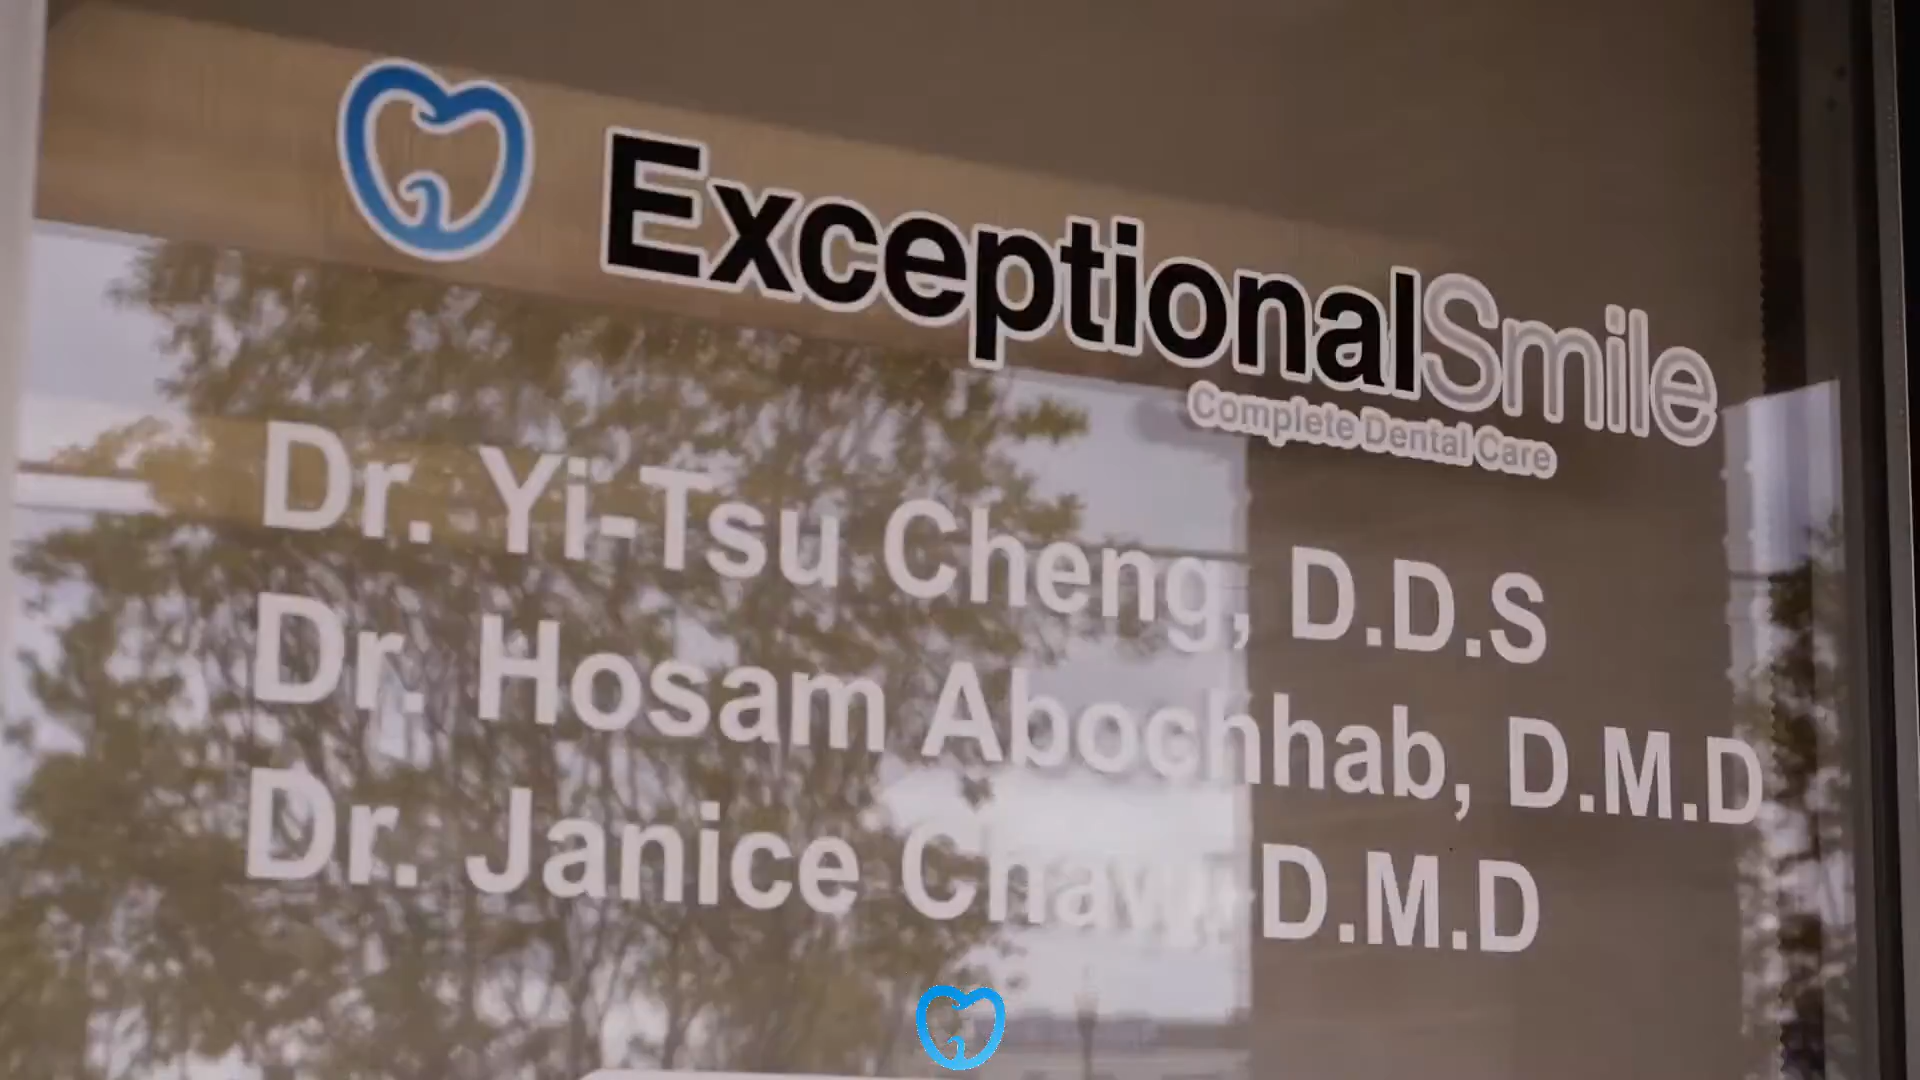 ExceptionalSmile
Complete Dental Care
Dr. Yi-Tsu Cheng, D.D.S
Dr. Hosam Abochhab, D.M.D
Dr. Janice D.M.D